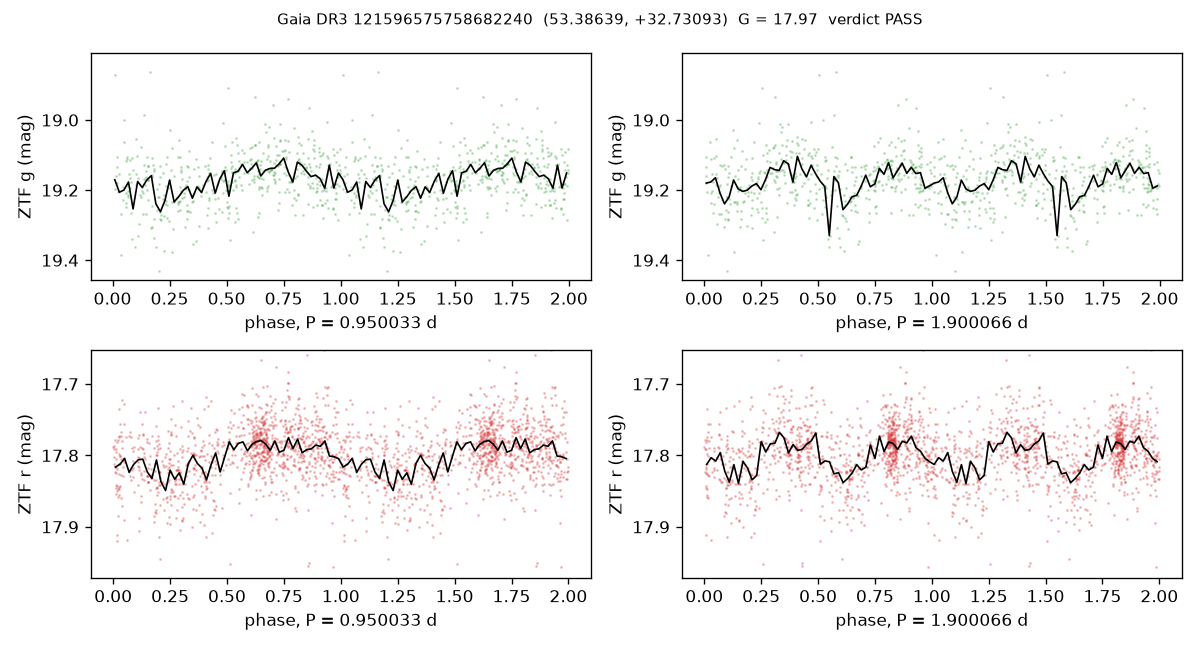 Gaia DR3 121596575758682240 (53.38639, +32.73093) G = 17.97 verdict PASS
ZTF g (mag)
19.0
19.2
19.4
0.00 0.25 0.50 0.75 1.00 1.25 1.50 1.75 2.00
phase, P = 0.950033 d
ZTF g (mag)
19.0
19.2
19.4
0.00 0.25 0.50 0.75 1.00 1.25 1.50 1.75 2.00
phase, P = 1.900066 d
ZTF r (mag)
17.7
17.8
17.9
0.00 0.25 0.50 0.75 1.00 1.25 1.50 1.75 2.00
phase, P = 0.950033 d
ZTF r (mag)
17.7
17.8
17.9
0.00 0.25 0.50 0.75 1.00 1.25 1.50 1.75 2.00
phase, P = 1.900066 d